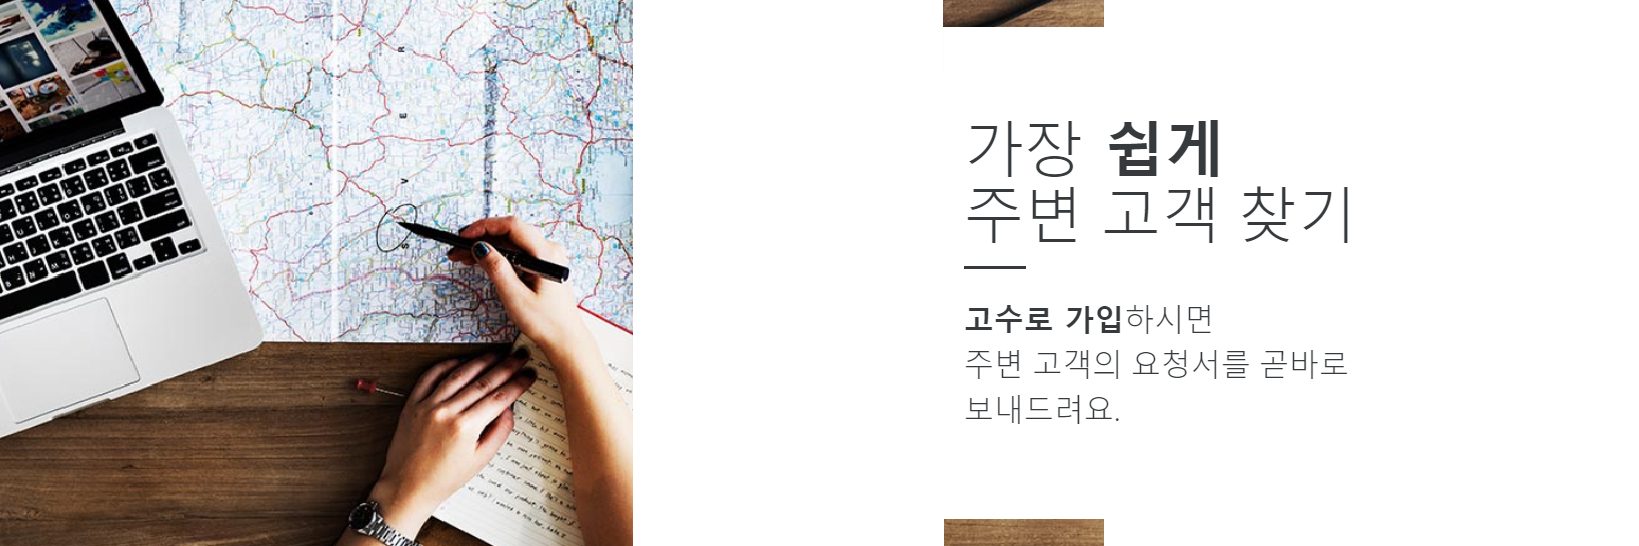 가장 쉽게
주변 고객 찾기
고수로 가입하시면
주변 고객의 요청서를 곧바로
보내드려요.